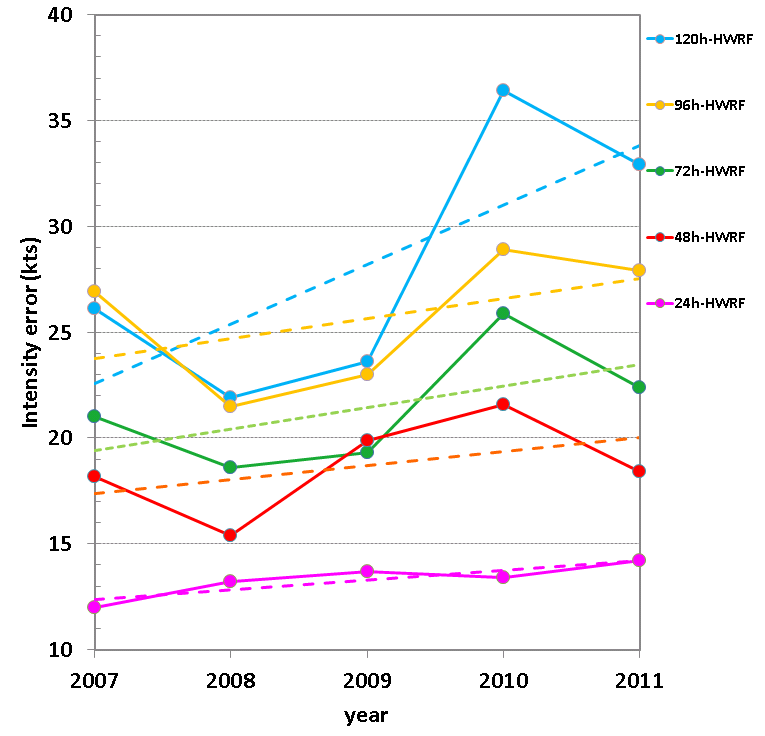 40
35
30
25
20
15
10
Intensity error (kts)
2007 2008 2009 2010 2011
year
120h-HWRF
96h-HWRF
72h-HWRF
48h-HWRF
24h-HWRF